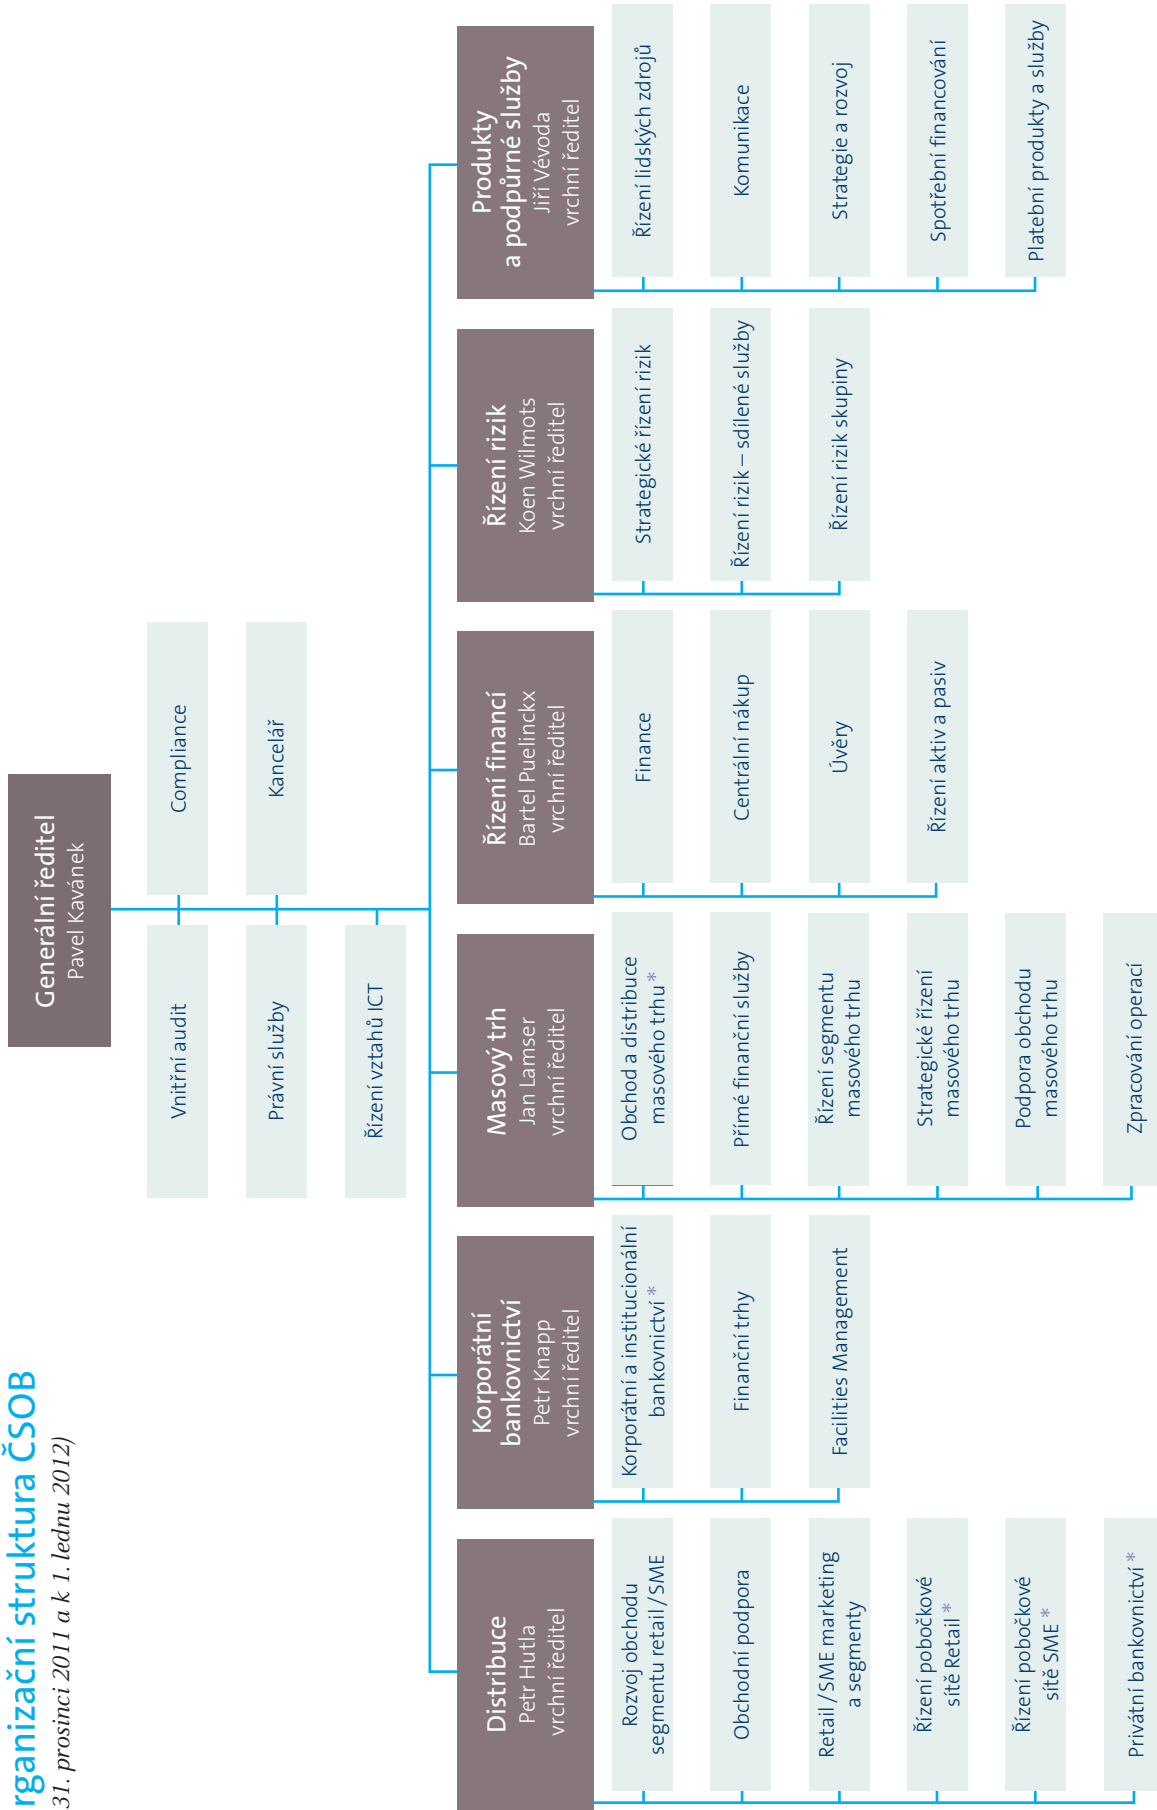 rganizační struktura ČSOB
31. prosinci 2011 a k 1. lednu 2012)
Generální ředitel
Pavel Kavánek
Vnitřní audit
Compliance
Právní služby
Kancelář
Řízení vztahů ICT
Distribuce
Petr Hutla
vrchní ředitel
Rozvoj obchodu
segmentu retail / SME
Obchodní podpora
Retail / SME marketing
a segmenty
Řízení pobočkové
sítě Retail *
Řízení pobočkové
sítě SME *
Privátní bankovnictví *
Korporátní
bankovnictví
Petr Knapp
vrchní ředitel
Korporátní a institucionální
bankovnictví *
Finanční trhy
Facilities Management
Masový trh
Jan Lamser
vrchní ředitel
Obchod a distribuce
masového trhu *
Přímé finanční služby
Řízení segmentu
masového trhu
Strategické řízení
masového trhu
Podpora obchodu
masového trhu
Zpracování operací
Řízení financí
Bartel Puelinckx
vrchní ředitel
Finance
Centrální nákup
Úvěry
Řízení aktiv a pasiv
Řízení rizik
Koen Wilmots
vrchní ředitel
Strategické řízení rizik
Řízení rizik – sdílené služby
Řízení rizik skupiny
Produkty
a podpůrné služby
Jiří Vévoda
vrchní ředitel
Řízení lidských zdrojů
Komunikace
Strategie a rozvoj
Spotřební financování
Platební produkty a služby